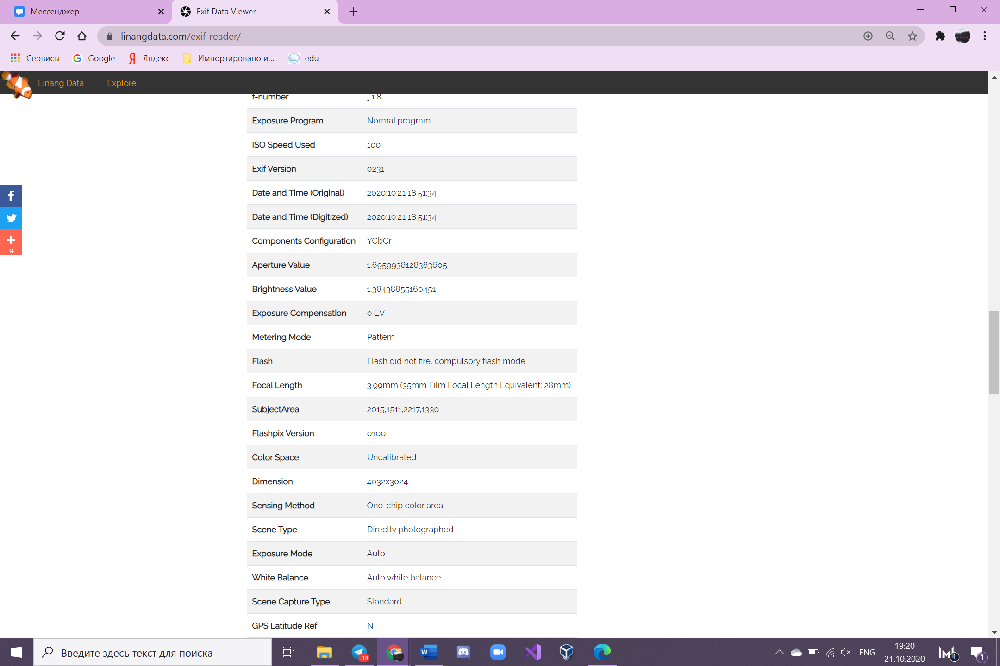 Мессенджер
Exif Data Viewer
linangdata.com/exif-reader/
Сервисы Google Яндекс Импортировано и... edu
Linang Data Explore
f-number ƒ1.8
Exposure Program Normal program
ISO Speed Used 100
Exif Version 0231
Date and Time (Original) 2020:10:21 18:51:34
Date and Time (Digitized) 2020:10:21 18:51:34
Components Configuration YCbCr
Aperture Value 1.6959938128383605
Brightness Value 1.38438855160451
Exposure Compensation 0 EV
Metering Mode Pattern
Flash Flash did not fire, compulsory flash mode
Focal Length 3.99mm (35mm Film Focal Length Equivalent: 28mm)
SubjectArea 2015,1511,2217,1330
Flashpix Version 0100
Color Space Uncalibrated
Dimension 4032x3024
Sensing Method One-chip color area
Scene Type Directly photographed
Exposure Mode Auto
White Balance Auto white balance
Scene Capture Type Standard
GPS Latitude Ref N
14
Введите здесь текст для поиска
..18
ENG
19:20
21.10.2020
1
1